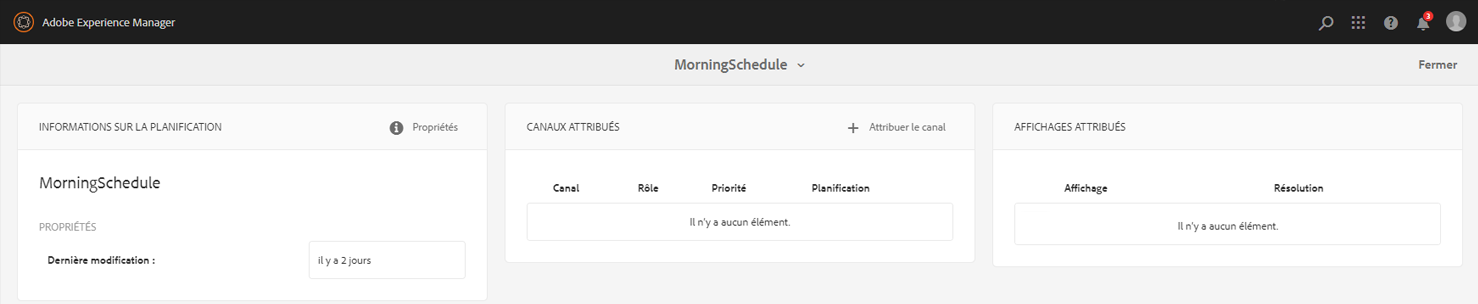 Adobe Experience Manager
3
MorningSchedule
Fermer
INFORMATIONS SUR LA PLANIFICATION
Propriétés
MorningSchedule
PROPRIÉTÉS
Dernière modification :
il y a 2 jours
CANAUX ATTRIBUÉS
Attribuer le canal
Canal Rôle Priorité Planification
Il n'y a aucun élément.
AFFICHAGES ATTRIBUÉS
Affichage Résolution
Il n'y a aucun élément.